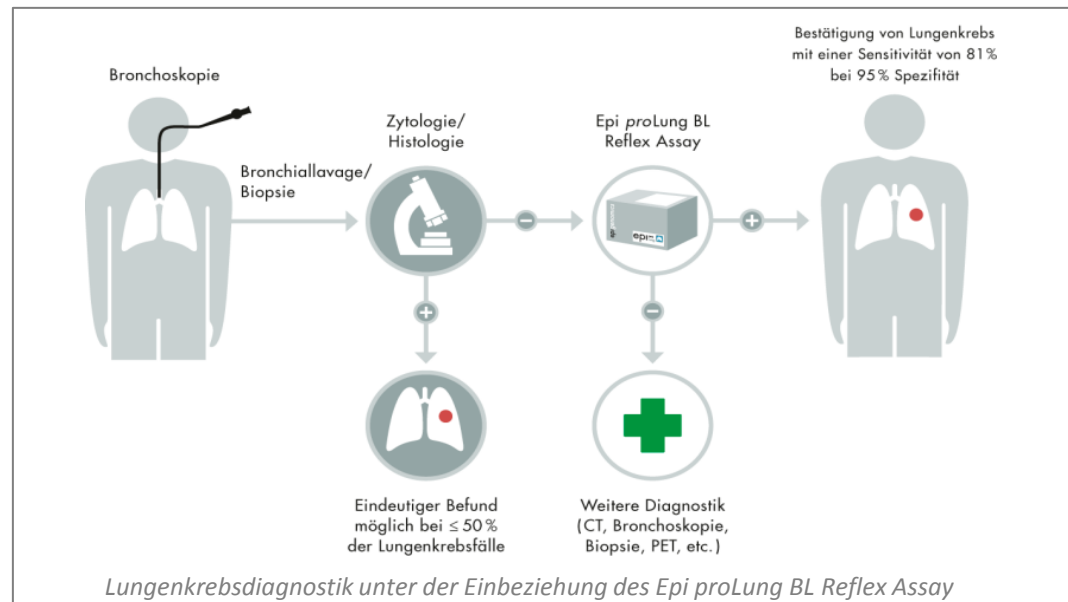 Bronchoskopie
Bronchiallavage/
Biopsie
Zytologie/
Histologie
Epi proLung BL
Reflex Assay
epi
Bestätigung von Lungenkrebs
mit einer Sensitivität von 81%
bei 95% Spezifität
Eindeutiger Befund
möglich bei ≤ 50%
der Lungenkrebsfälle
Weitere Diagnostik
(CT, Bronchoskopie,
Biopsie, PET, etc.)
Lungenkrebsdiagnostik unter der Einbeziehung des Epi proLung BL Reflex Assay